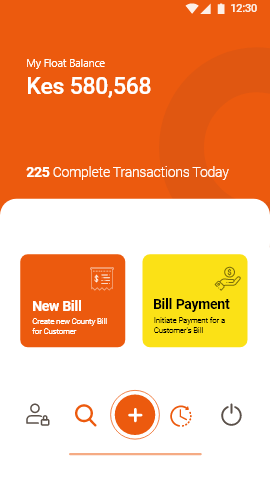 12:30
My Float Balance
Kes 580,568
225 Complete Transactions Today
New Bill
Create new County Bill
for Customer
Bill Payment
Initiate Payment for a
Customer's Bill